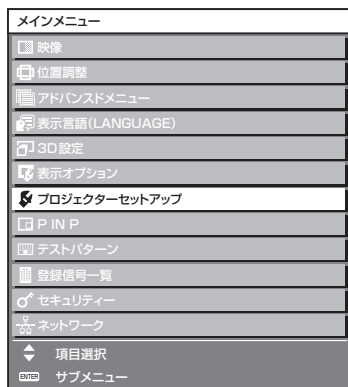 メインメニュー
映像
位置調整
アドバンスドメニュー
表示言語(LANGUAGE)
3D設定
表示オプション
プロジェクターセットアップ
P IN P
テストパターン
登録信号一覧
セキュリティー
ネットワーク
項目選択
ENTER サブメニュー